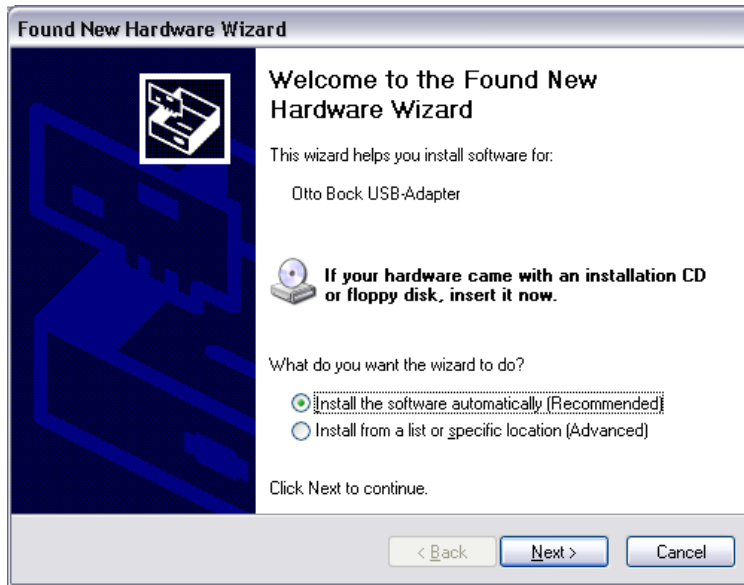 Found New Hardware Wizard
Welcome to the Found New
Hardware Wizard
This wizard helps you install software for:
Otto Bock USB-Adapter
If your hardware came with an installation CD
or floppy disk, insert it now.
What do you want the wizard to do?
Install the software automatically (Recommended)
Install from a list or specific location (Advanced)
Click Next to continue.
< Back Next > Cancel